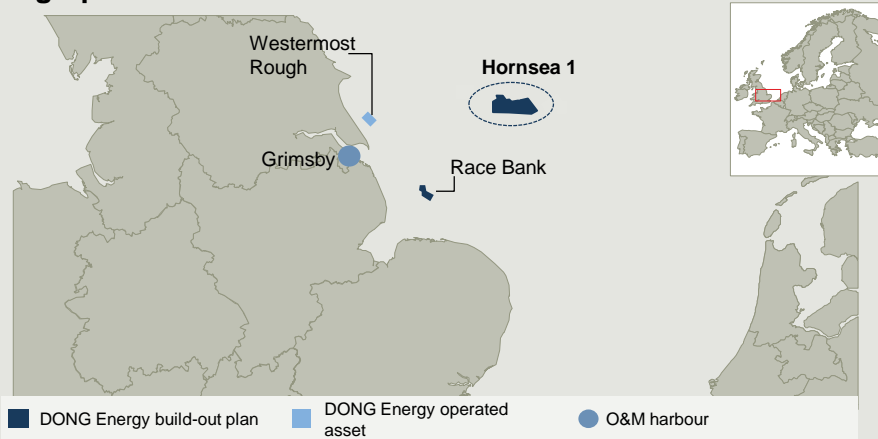 Westermost
Rough
Hornsea 1
Grimsby
Race Bank
DONG Energy build-out plan
DONG Energy operated
asset
O&M harbour